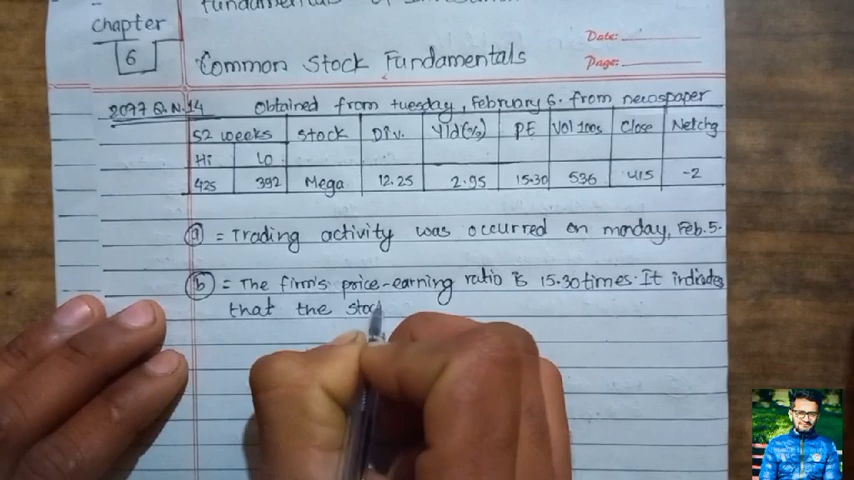 chapter
6
Date:
Common Stock Fundamentals
Page:
2077 Q.N.14 Obtained from tuesday, February 6. from newspaper
52 weeks Stock Div. Yld(%) PE Vol 100s Close Netchg
Hi Lo
425 392 Mega 12.25 2.95 15.30 536 415 -2
(a) = Trading activity was occurred on monday, Feb. 5.
(b) = The firm's price-earning ratio is 15.30 times. It indicates
that the stoc